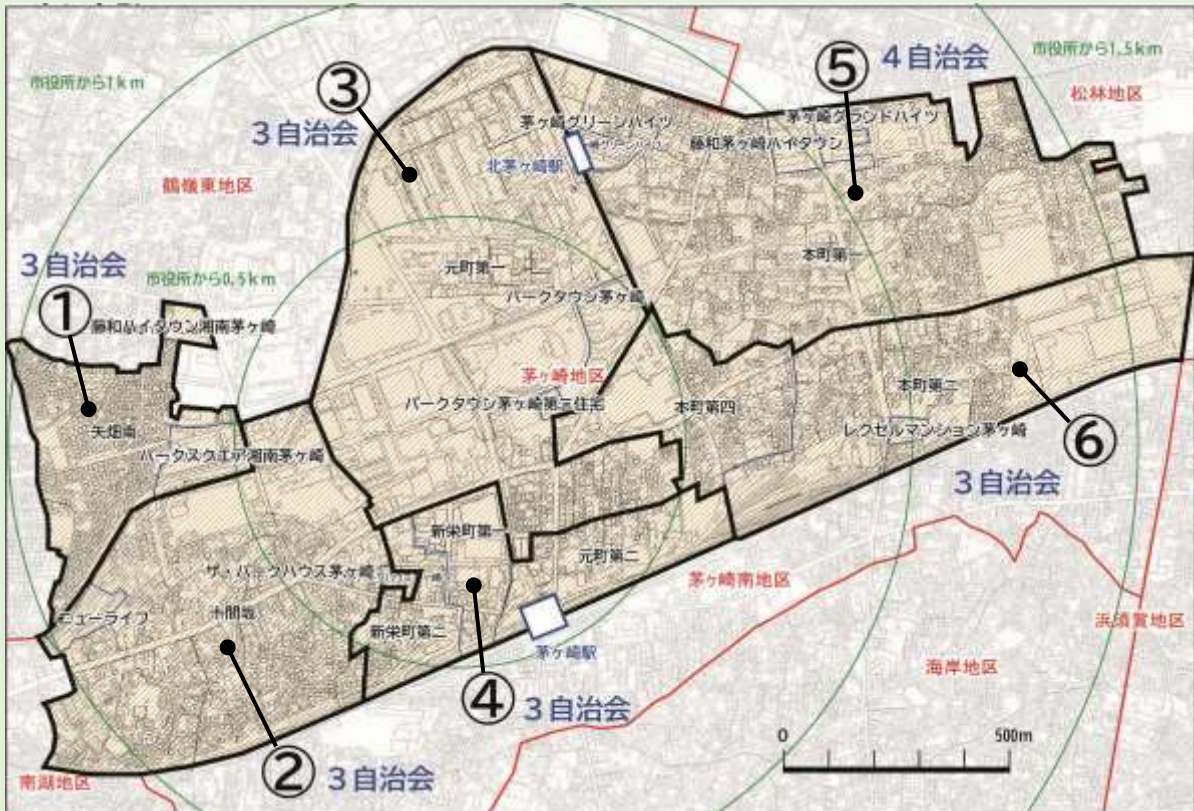 市役所から1km
市役所から1.5km
③
3自治会
⑤
4自治会
松林地区
茅ヶ崎グリーンハイツ
茅ヶ崎グランドハイツ
藤和茅ヶ崎ハイタウン
北茅ヶ崎駅
鶴嶺東地区
3自治会
①
市役所から0.5km
元町第一
本町第一
パークタウン茅ヶ崎
藤和ハイタウン湘南茅ヶ崎
茅ヶ崎地区
矢畑南
パークタウン茅ヶ崎第三住宅
本町第四
本町第二
レクセルマンション茅ヶ崎
⑥
3自治会
パークスクエア湘南茅ヶ崎
新栄町第一
元町第二
ザ・パークハウス茅ヶ崎
茅ヶ崎南地区
ニューライフ
十間坂
新栄町第二
茅ヶ崎駅
浜須賀地区
海岸地区
④
3自治会
②
3自治会
南湖地区
0
500m